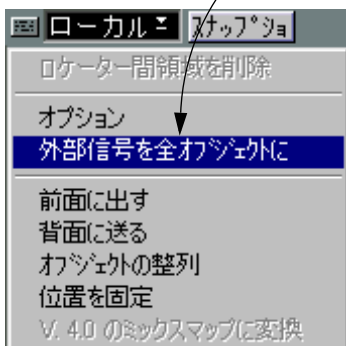 ローカル スナップショ
ロケーター間領域を削除
オプション
外部信号を全オブジェクトに
前面に出す
背面に送る
オブジェクトの整列
位置を固定
V. 4.0 のミックスマップに変換